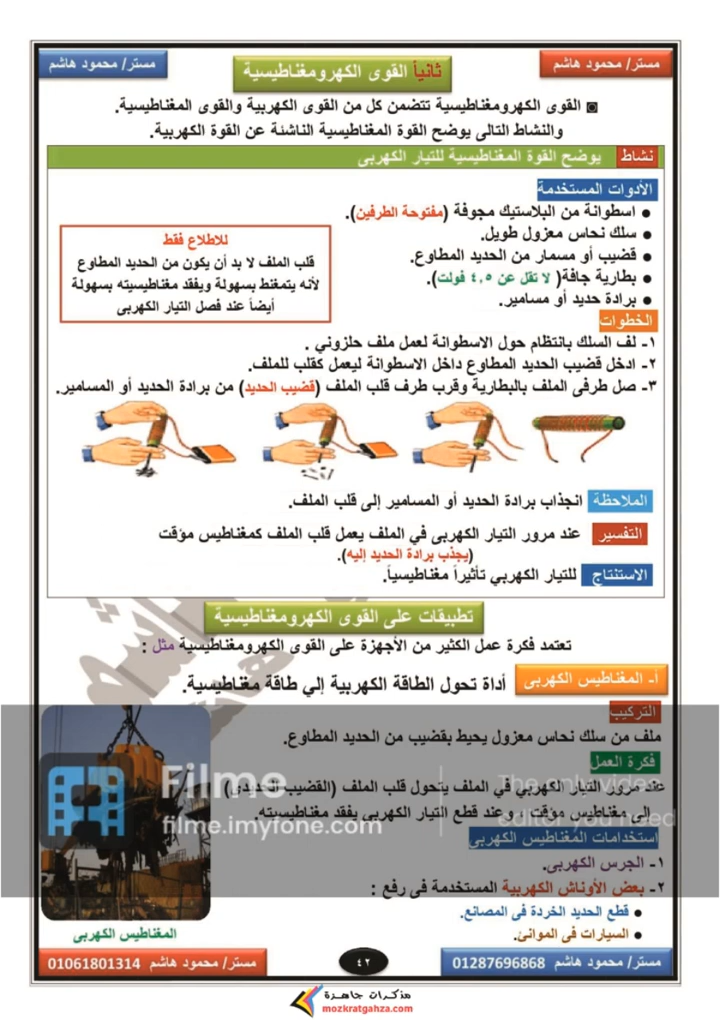 مستر/ محمود هاشم
ثانياً القوى الكهرومغناطيسية
مستر/ محمود هاشم
◙ القوى الكهرومغناطيسية تتضمن كل من القوى الكهربية والقوى المغناطيسية.
والنشاط التالى يوضح القوة المغناطيسية الناشئة عن القوة الكهربية.
نشاط يوضح القوة المغناطيسية للتيار الكهربى
الأدوات المستخدمة
● اسطوانة من البلاستيك مجوفة (مفتوحة الطرفين).
● سلك نحاس معزول طويل.
● قضيب أو مسمار من الحديد المطاوع.
● بطارية جافة( لا تقل عن ٤,٥ فولت).
● برادة حديد أو مسامير.
للاطلاع فقط
قلب الملف لا بد أن يكون من الحديد المطاوع
لأنه يتمغنط بسهولة ويفقد مغناطيسيته بسهولة
أيضاً عند فصل التيار الكهربى
الخطوات
١- لف السلك بانتظام حول الاسطوانة لعمل ملف حلزوني .
٢- ادخل قضيب الحديد المطاوع داخل الاسطوانة ليعمل كقلب للملف.
٣- صل طرفى الملف بالبطارية وقرب طرف قلب الملف (قضيب الحديد) من برادة الحديد أو المسامير.
الملاحظة انجذاب برادة الحديد أو المسامير إلى قلب الملف.
التفسير عند مرور التيار الكهربى في الملف يعمل قلب الملف كمغناطيس مؤقت
(يجذب برادة الحديد إليه).
الاستنتاج للتيار الكهربي تأثيراً مغناطيسياً.
تطبيقات على القوى الكهرومغناطيسية
تعتمد فكرة عمل الكثير من الأجهزة على القوى الكهرومغناطيسية مثل :
أ- المغناطيس الكهربى أداة تحول الطاقة الكهربية إلي طاقة مغناطيسية.
التركيب
ملف من سلك نحاس معزول يحيط بقضيب من الحديد المطاوع.
فكرة العمل
عند مرور التيار الكهربي في الملف يتحول قلب الملف (القضيب الحديدى)
إلى مغناطيس مؤقت، وعند قطع التيار الكهربي يفقد مغناطيسيته.
Filme
filme.imyfone.com
The only video
editor you need
استخدامات المغناطيس الكهربى
١- الجرس الكهربى.
٢- بعض الأوناش الكهربية المستخدمة فى رفع :
● قطع الحديد الخردة فى المصانع.
● السيارات فى الموانئ.
المغناطيس الكهربى
مستر/ محمود هاشم 01287696868
٤٢
مستر/ محمود هاشم 01061801314
مذكرات جاهزة
mozkratgahza.com